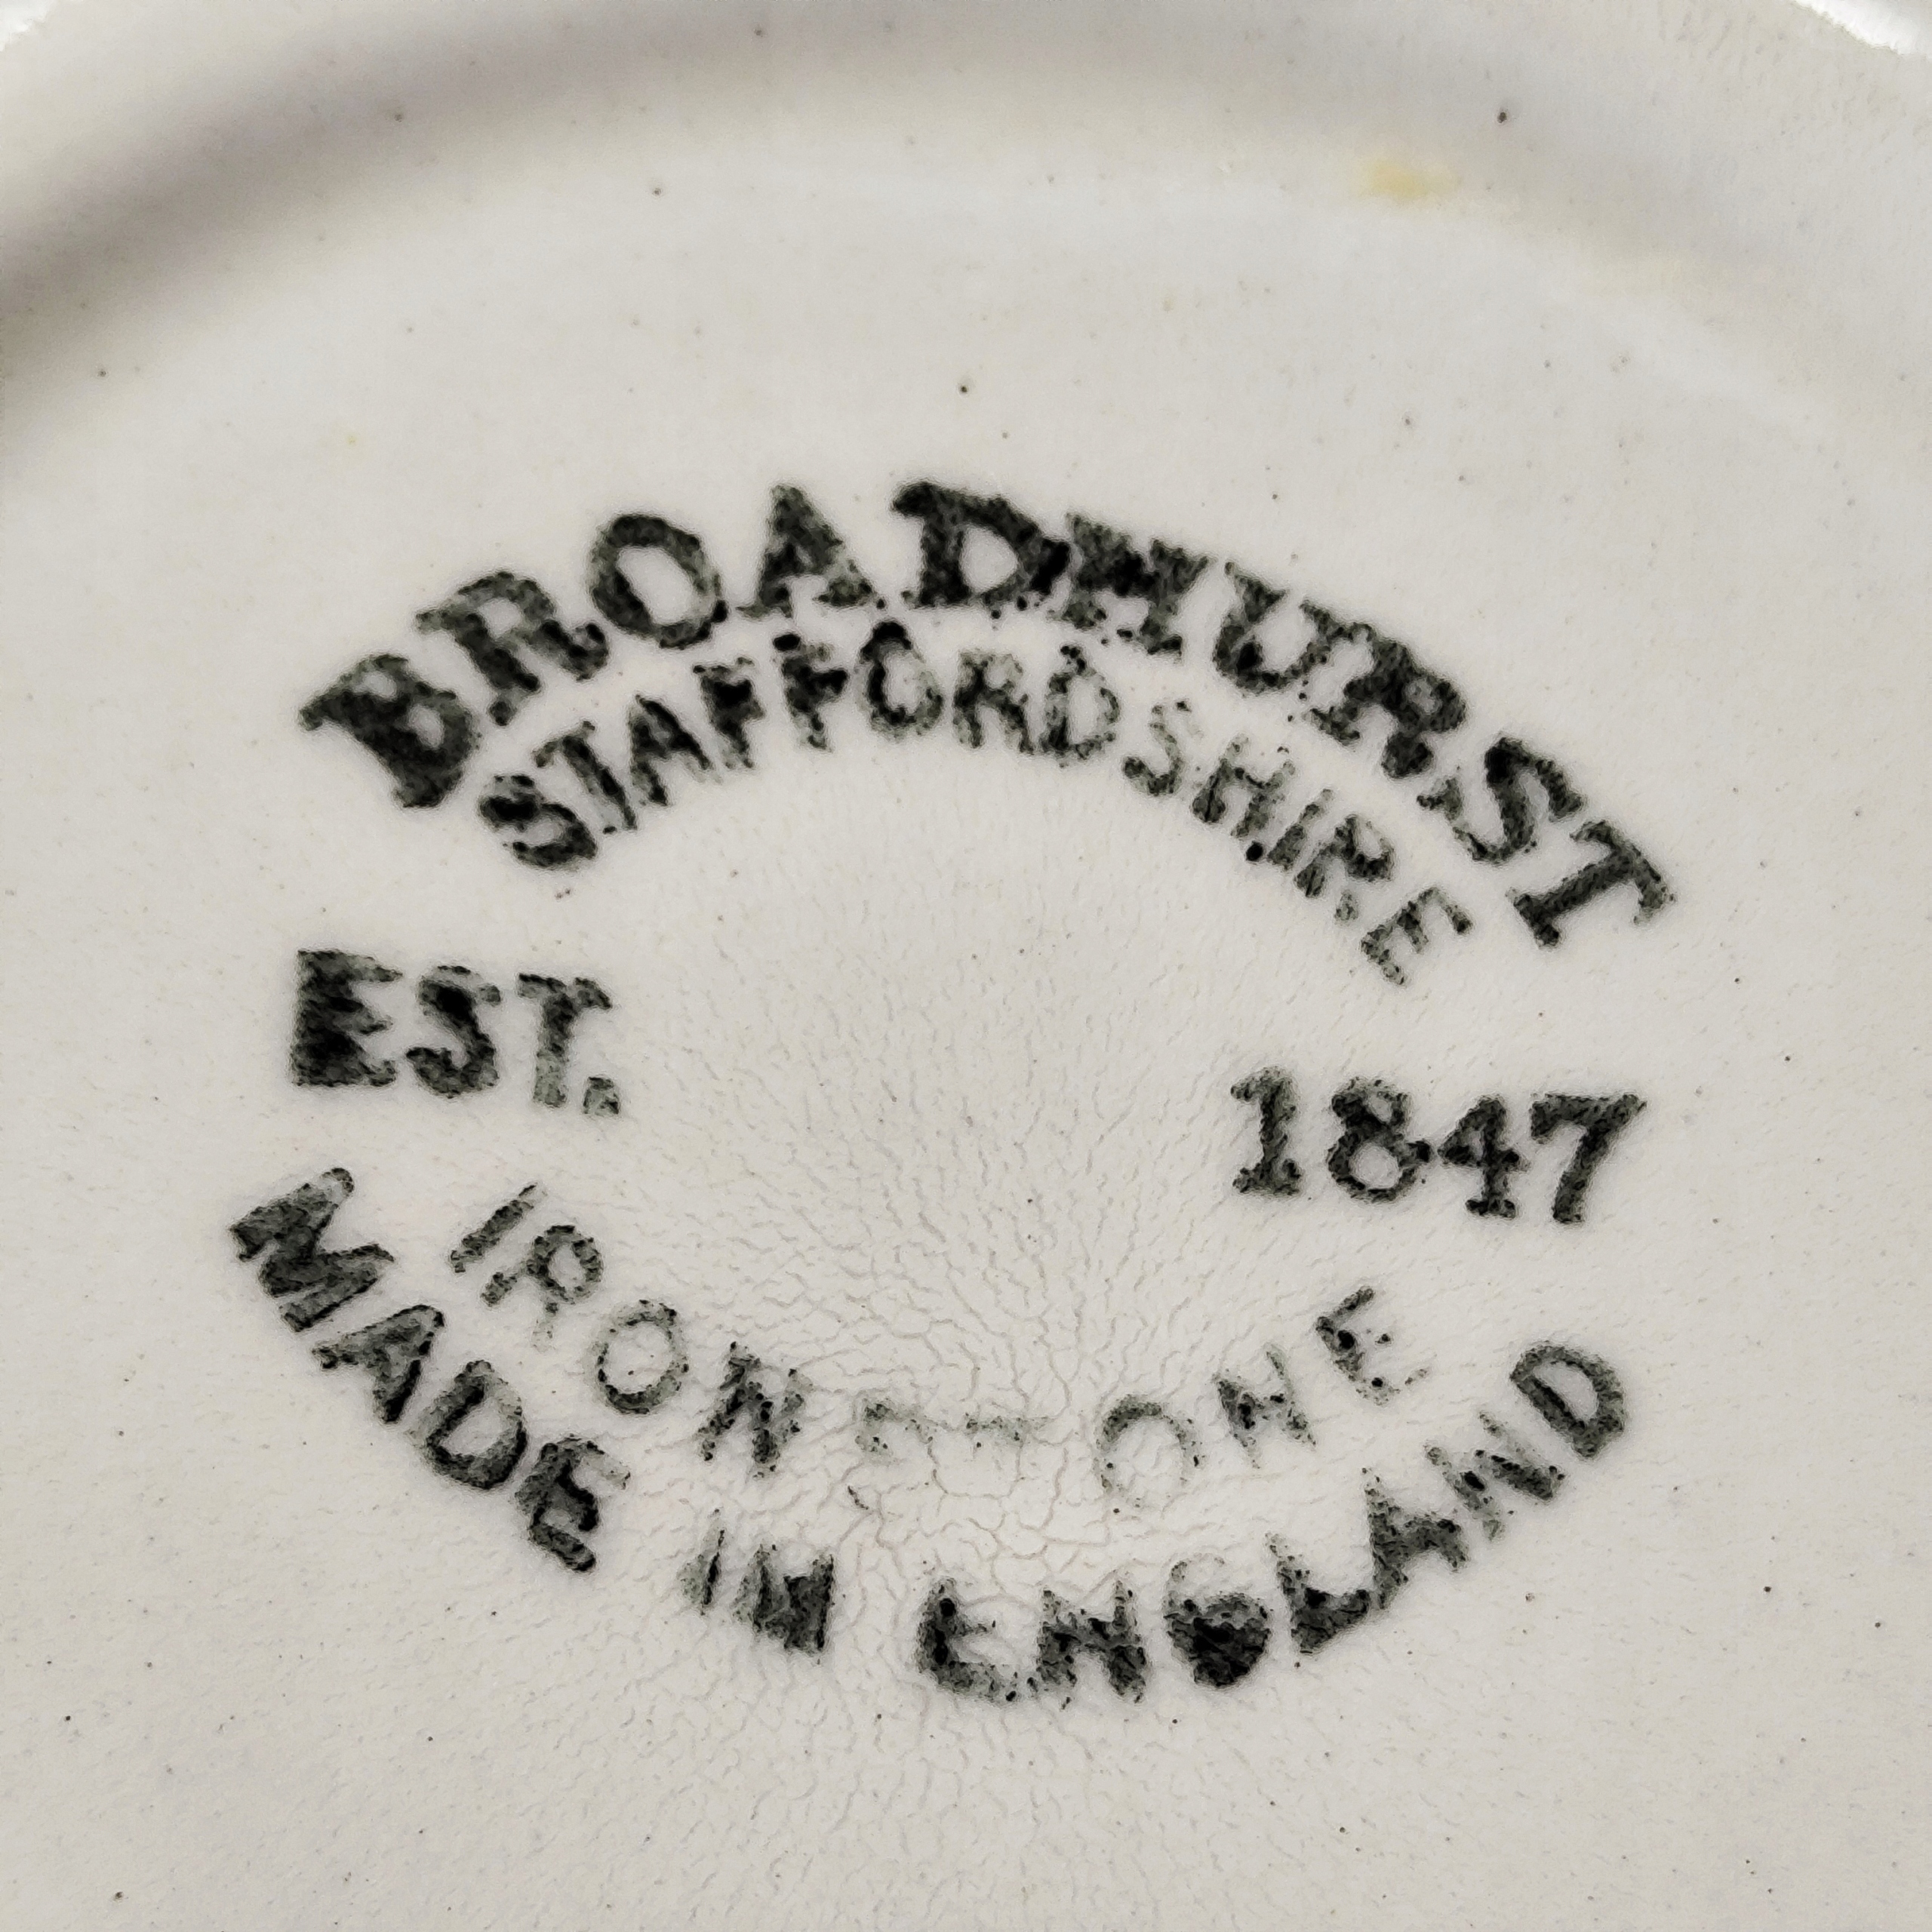 BROADHURST
STAFFORDSHIRE
EST. 1847
IRONSTONE
MADE IN ENGLAND